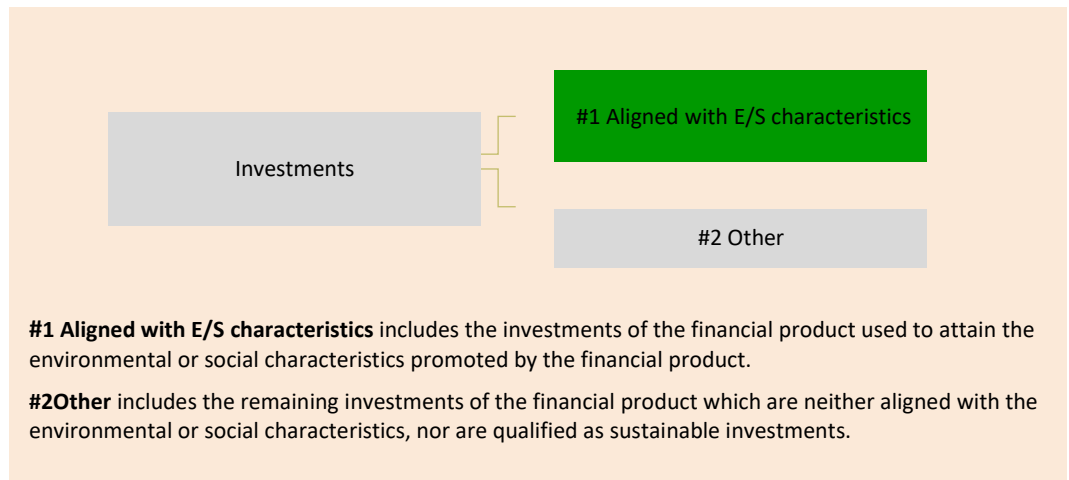 #1 Aligned with E/S characteristics
Investments
#2 Other
#1 Aligned with E/S characteristics includes the investments of the financial product used to attain the
environmental or social characteristics promoted by the financial product.
#2Other includes the remaining investments of the financial product which are neither aligned with the
environmental or social characteristics, nor are qualified as sustainable investments.